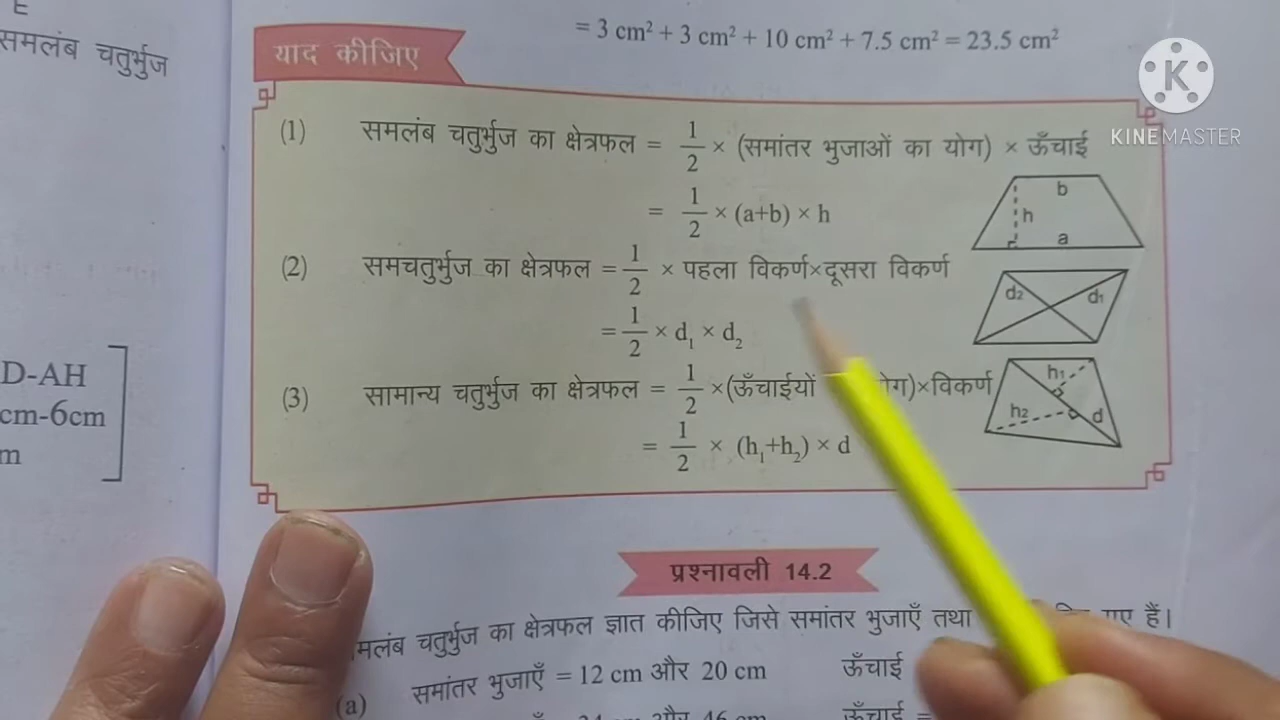 E
समलंब चतुर्भुज
D-AH
cm-6cm
m
= 3 cm² + 3 cm² + 10 cm² + 7.5 cm² = 23.5 cm²
याद कीजिए
(1) समलंब चतुर्भुज का क्षेत्रफल = 1/2 × (समांतर भुजाओं का योग) × ऊँचाई
= 1/2 × (a+b) × h
b
h
a
(2) समचतुर्भुज का क्षेत्रफल = 1/2 × पहला विकर्ण×दूसरा विकर्ण
= 1/2 × d₁ × d₂
d₂ d₁
(3) सामान्य चतुर्भुज का क्षेत्रफल = 1/2 ×(ऊँचाईयों योग)×विकर्ण
= 1/2 × (h₁+h₂) × d
h₁
h₂ d
प्रश्नावली 14.2
चतुर्भुज का क्षेत्रफल ज्ञात कीजिए जिसे समांतर भुजाएँ तथा गए हैं।
(a) समांतर भुजाएँ = 12 cm और 20 cm ऊँचाई
46 cm ऊँचाई =
K
KINEMASTER